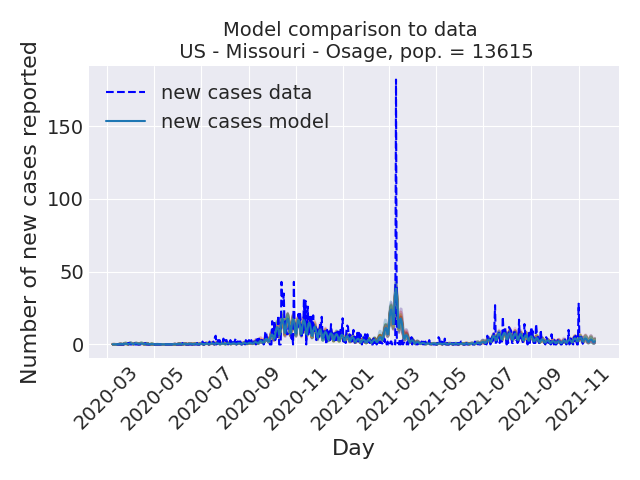 Model comparison to data
US - Missouri - Osage, pop. = 13615
Number of new cases reported
new cases data
new cases model
150
100
50
0
2020-03
2020-05
2020-07
2020-09
2020-11
2021-01
2021-03
2021-05
2021-07
2021-09
2021-11
Day